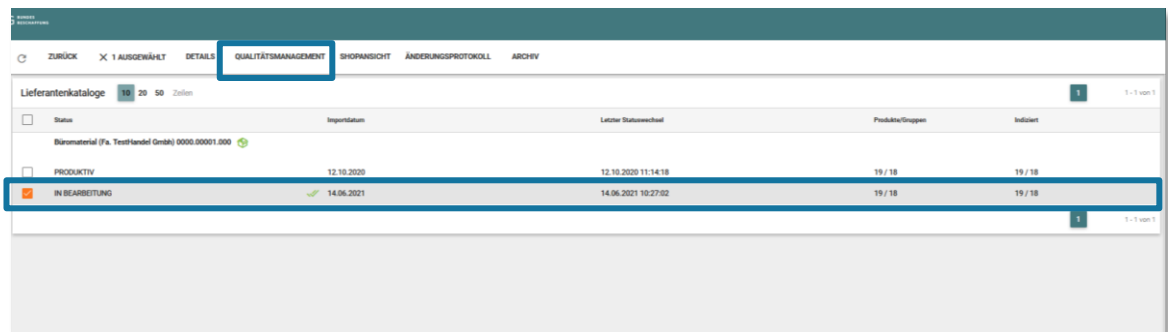 BUNDES
BESCHAFFUNG
ZURÜCK 1 AUSGEWÄHLT DETAILS QUALITÄTSMANAGEMENT SHOPANSICHT ÄNDERUNGSPROTOKOLL ARCHIV
Lieferantenkataloge 10 20 50 Zeilen 1 1 - 1 von 1
Status Importdatum Letzter Statuswechsel Produkte/Gruppen Indiziert
Büromaterial (Fa. TestHandel Gmbh) 0000.00001.000
PRODUKTIV 12.10.2020 12.10.2020 11:14:18 19 / 18 19 / 18
IN BEARBEITUNG 14.06.2021 14.06.2021 10:27:02 19 / 18 19 / 18
1 1 - 1 von 1